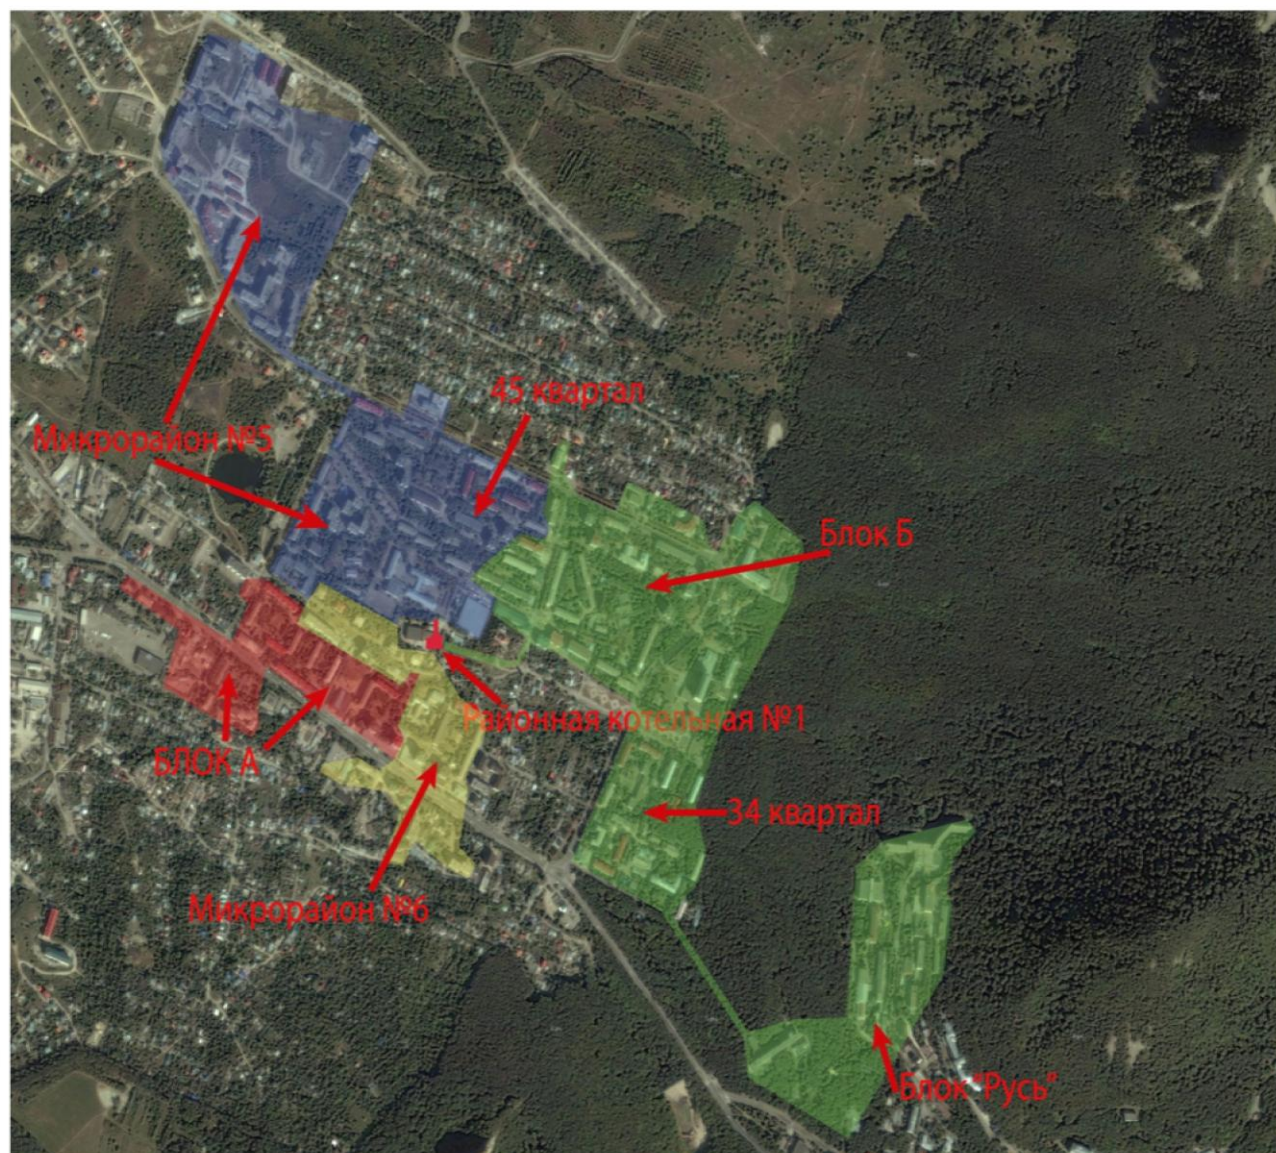 45 квартал
Микрорайон №5
Блок Б
Районная котельная №1
БЛОК А
34 квартал
Микрорайон №6
Блок "Русь"